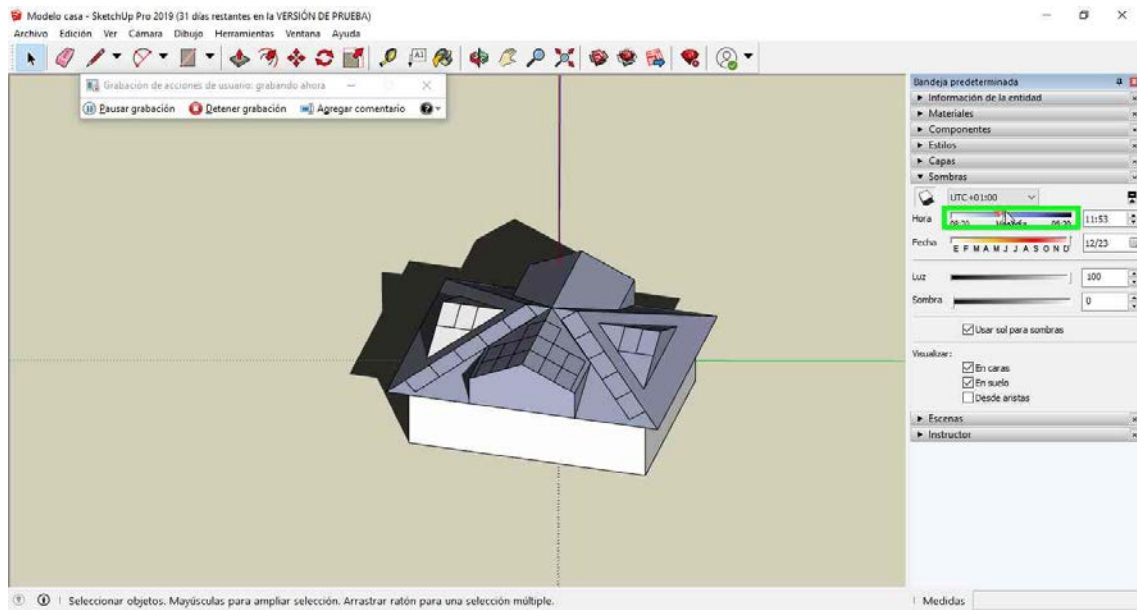 Modelo casa - SketchUp Pro 2019 (31 días restantes en la VERSIÓN DE PRUEBA)
Archivo Edición Ver Cámara Dibujo Herramientas Ventana Ayuda
A1
Grabación de acciones de usuario: grabando ahora
Pausar grabación Detener grabación Agregar comentario
Bandeja predeterminada
Información de la entidad
Materiales
Componentes
Estilos
Capas
Sombras
UTC+01:00
Hora 11:53
Fecha E F M A M J J A S O N D 12/23
Luz 100
Sombra 0
Usar sol para sombras
Visualizar:
En caras
En suelo
Desde aristas
Escenas
Instructor
Seleccionar objetos. Mayúsculas para ampliar selección. Arrastrar ratón para una selección múltiple.
Medidas